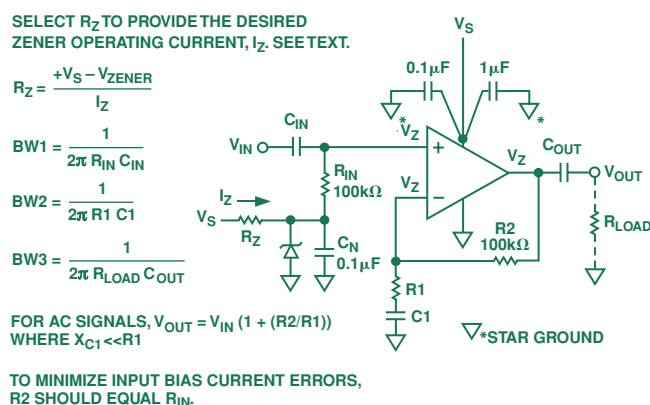 SELECT RZ TO PROVIDE THE DESIRED
ZENER OPERATING CURRENT, IZ. SEE TEXT.
RZ = +VS – VZENER / IZ
BW1 = 1 / 2π RIN CIN
BW2 = 1 / 2π R1 C1
BW3 = 1 / 2π RLOAD COUT
FOR AC SIGNALS, VOUT = VIN (1 + (R2/R1))
WHERE XC1<<R1
TO MINIMIZE INPUT BIAS CURRENT ERRORS,
R2 SHOULD EQUAL RIN.
VS
0.1µF
1µF
*
*
CIN
VIN
VZ
+
VZ
–
VZ
COUT
VOUT
RIN
100kΩ
IZ
VS
RZ
CN
0.1µF
R2
100kΩ
RLOAD
R1
C1
*STAR GROUND